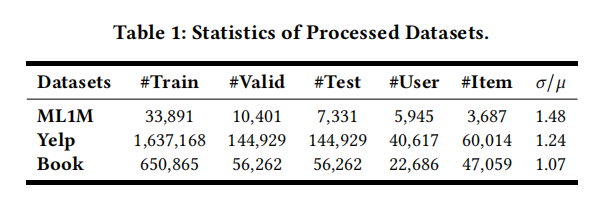 Table 1: Statistics of Processed Datasets.
Datasets #Train #Valid #Test #User #Item σ/μ
ML1M 33,891 10,401 7,331 5,945 3,687 1.48
Yelp 1,637,168 144,929 144,929 40,617 60,014 1.24
Book 650,865 56,262 56,262 22,686 47,059 1.07